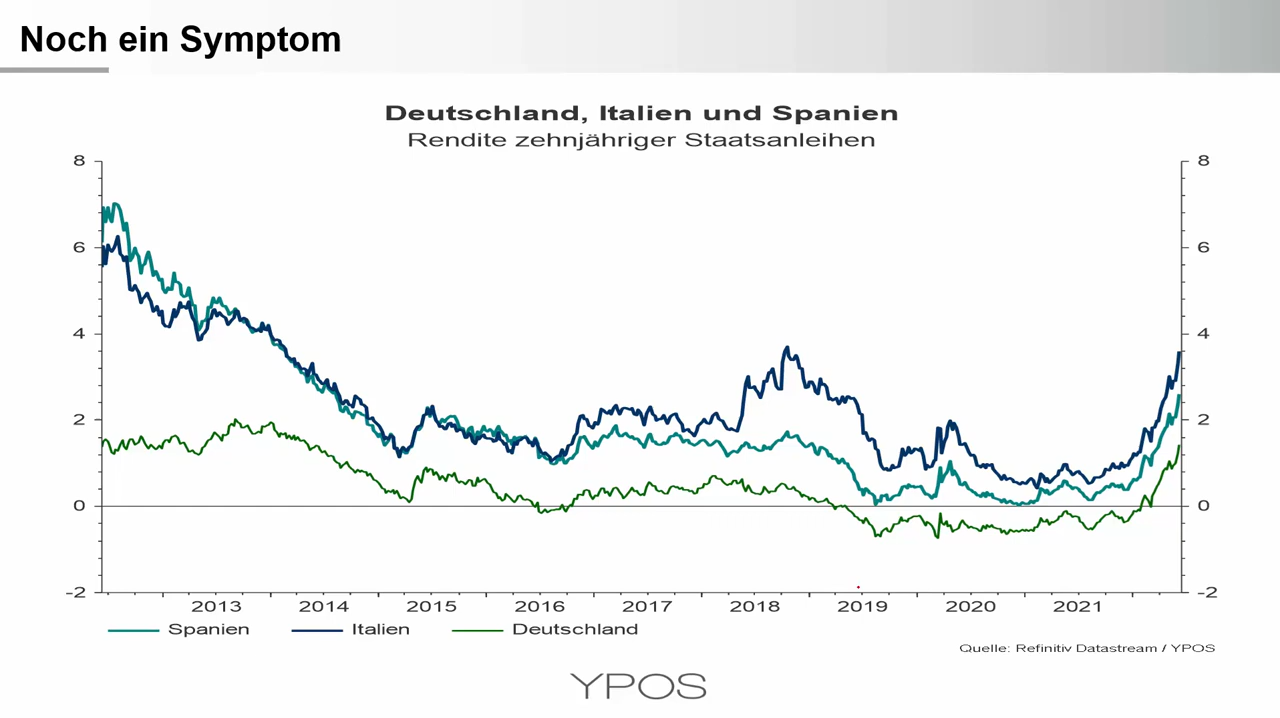 Noch ein Symptom
Deutschland, Italien und Spanien
Rendite zehnjähriger Staatsanleihen
8 8
6 6
4 4
2 2
0 0
-2 -2
2013 2014 2015 2016 2017 2018 2019 2020 2021
Spanien Italien Deutschland
Quelle: Refinitiv Datastream / YPOS
YPOS